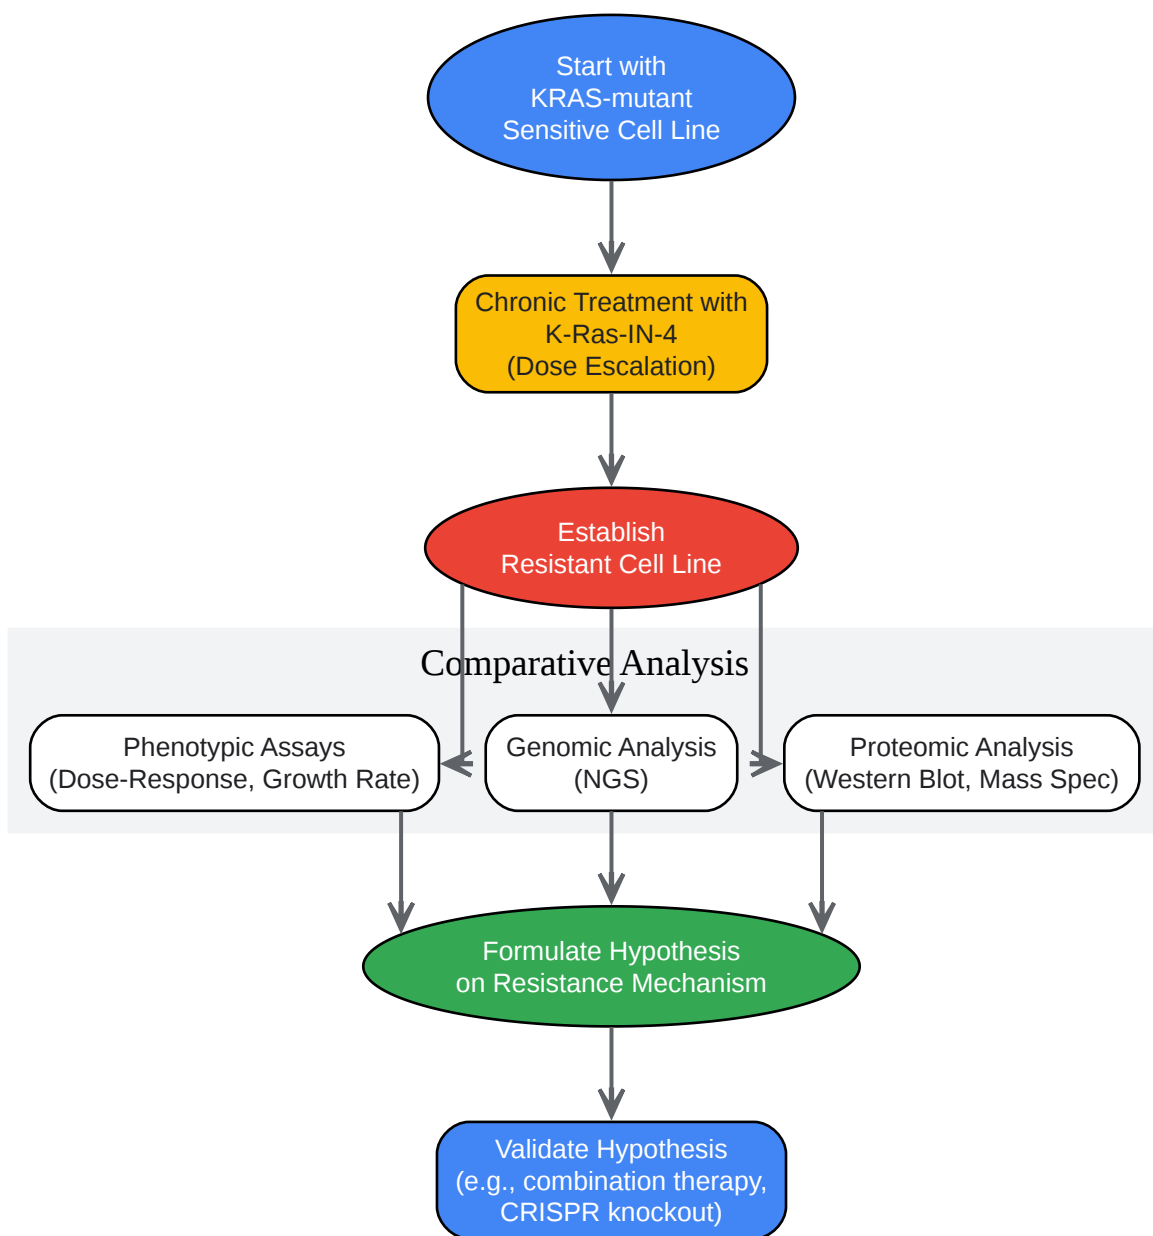 Start with
KRAS-mutant
Sensitive Cell Line
Chronic Treatment with
K-Ras-IN-4
(Dose Escalation)
Establish
Resistant Cell Line
Comparative Analysis
Phenotypic Assays
(Dose-Response, Growth Rate)
Genomic Analysis
(NGS)
Proteomic Analysis
(Western Blot, Mass Spec)
Formulate Hypothesis
on Resistance Mechanism
Validate Hypothesis
(e.g., combination therapy,
CRISPR knockout)